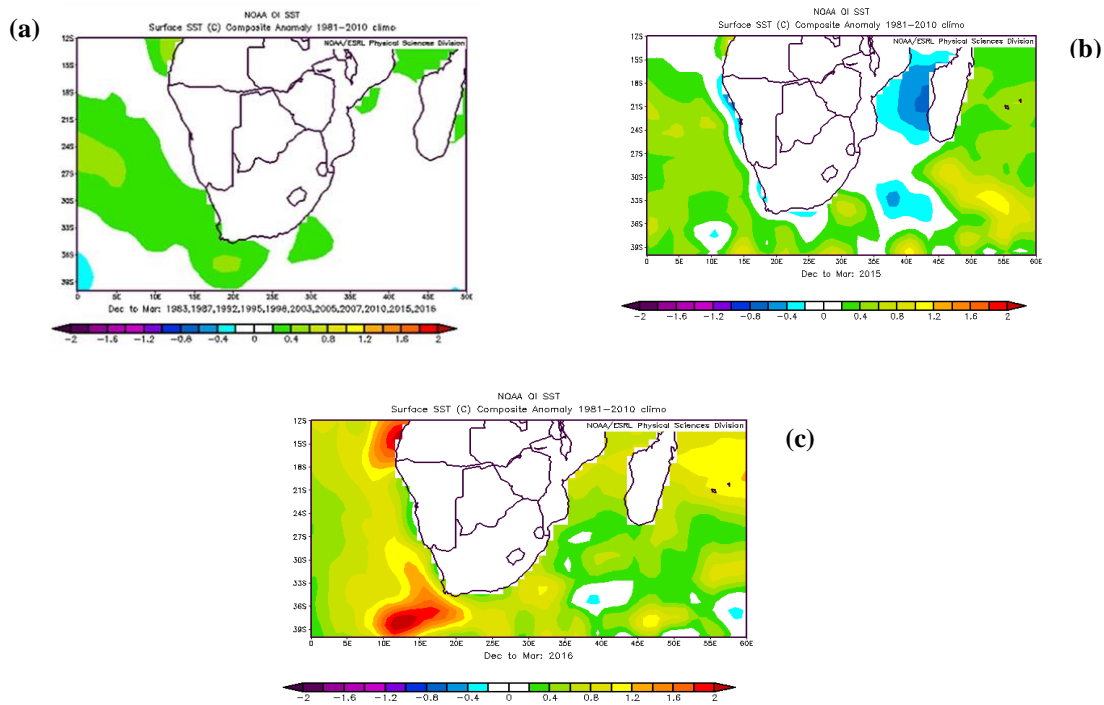 (a)
NOAA OI SST
Surface SST (C) Composite Anomaly 1981-2010 climo
NOAA/ESRL Physical Sciences Division
12S
15S
18S
21S
24S
27S
30S
33S
36S
39S
0 5E 10E 15E 20E 25E 30E 35E 40E 45E 50E
Dec to Mar: 1983,1987,1992,1995,1998,2003,2005,2007,2010,2015,2016
-2 -1.6 -1.2 -0.8 -0.4 0 0.4 0.8 1.2 1.6 2
(b)
NOAA OI SST
Surface SST (C) Composite Anomaly 1981-2010 climo
NOAA/ESRL Physical Sciences Division
12S
15S
18S
21S
24S
27S
30S
33S
36S
39S
0 5E 10E 15E 20E 25E 30E 35E 40E 45E 50E 55E 60E
Dec to Mar: 2015
-2 -1.6 -1.2 -0.8 -0.4 0 0.4 0.8 1.2 1.6 2
(c)
NOAA OI SST
Surface SST (C) Composite Anomaly 1981-2010 climo
NOAA/ESRL Physical Sciences Division
12S
15S
18S
21S
24S
27S
30S
33S
36S
39S
0 5E 10E 15E 20E 25E 30E 35E 40E 45E 50E 55E 60E
Dec to Mar: 2016
-2 -1.6 -1.2 -0.8 -0.4 0 0.4 0.8 1.2 1.6 2